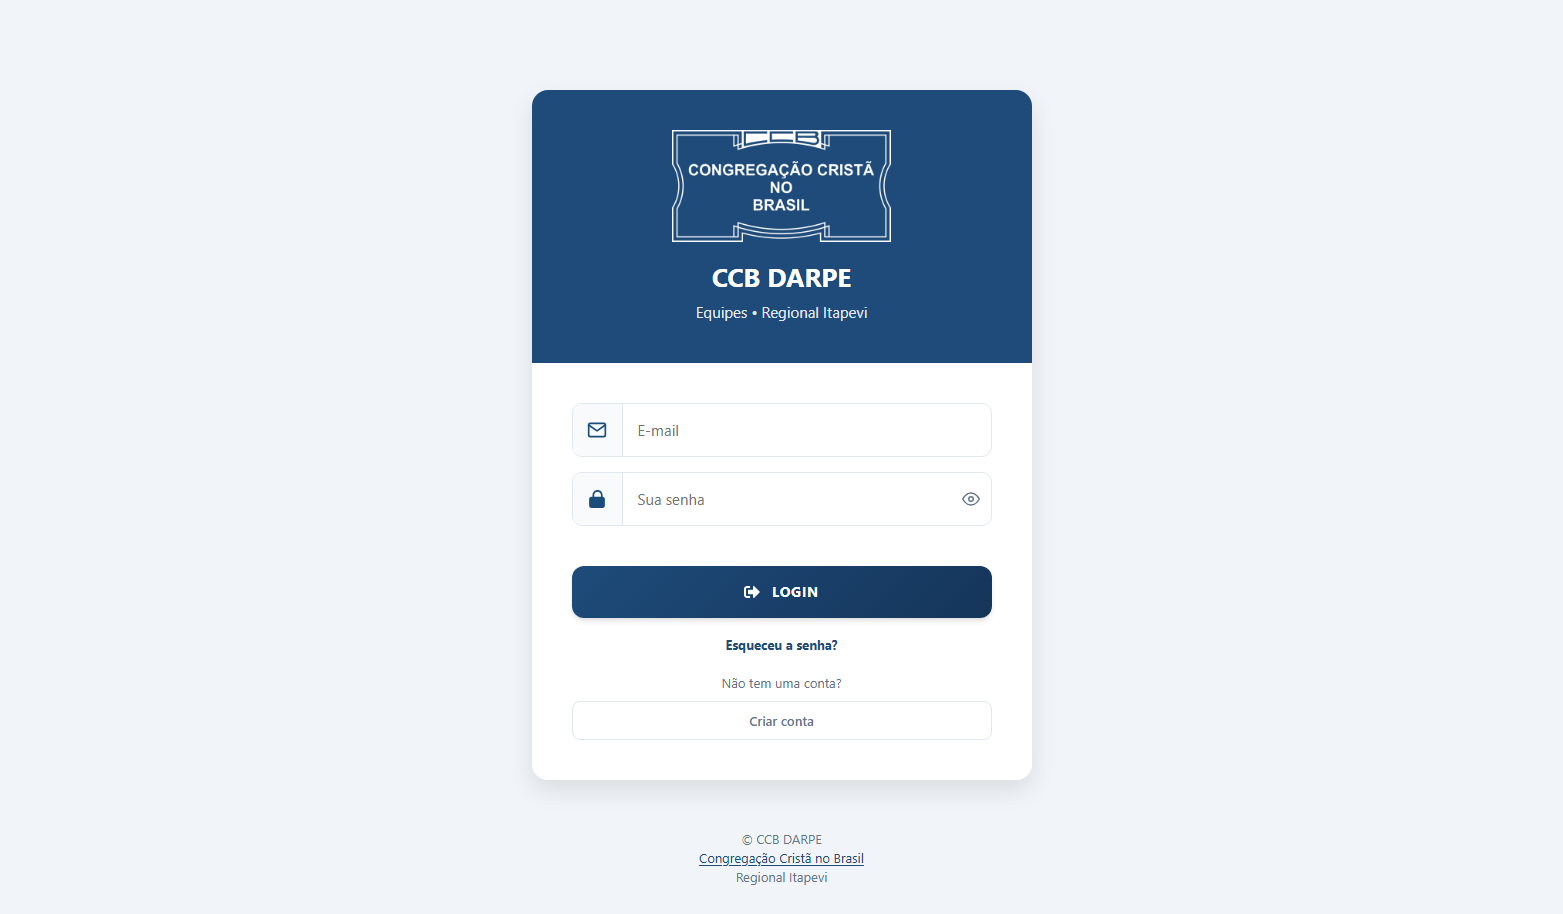 CCB
CONGREGAÇÃO CRISTÃ
NO
BRASIL
CCB DARPE
Equipes • Regional Itapevi
E-mail
Sua senha
LOGIN
Esqueceu a senha?
Não tem uma conta?
Criar conta
© CCB DARPE
Congregação Cristã no Brasil
Regional Itapevi